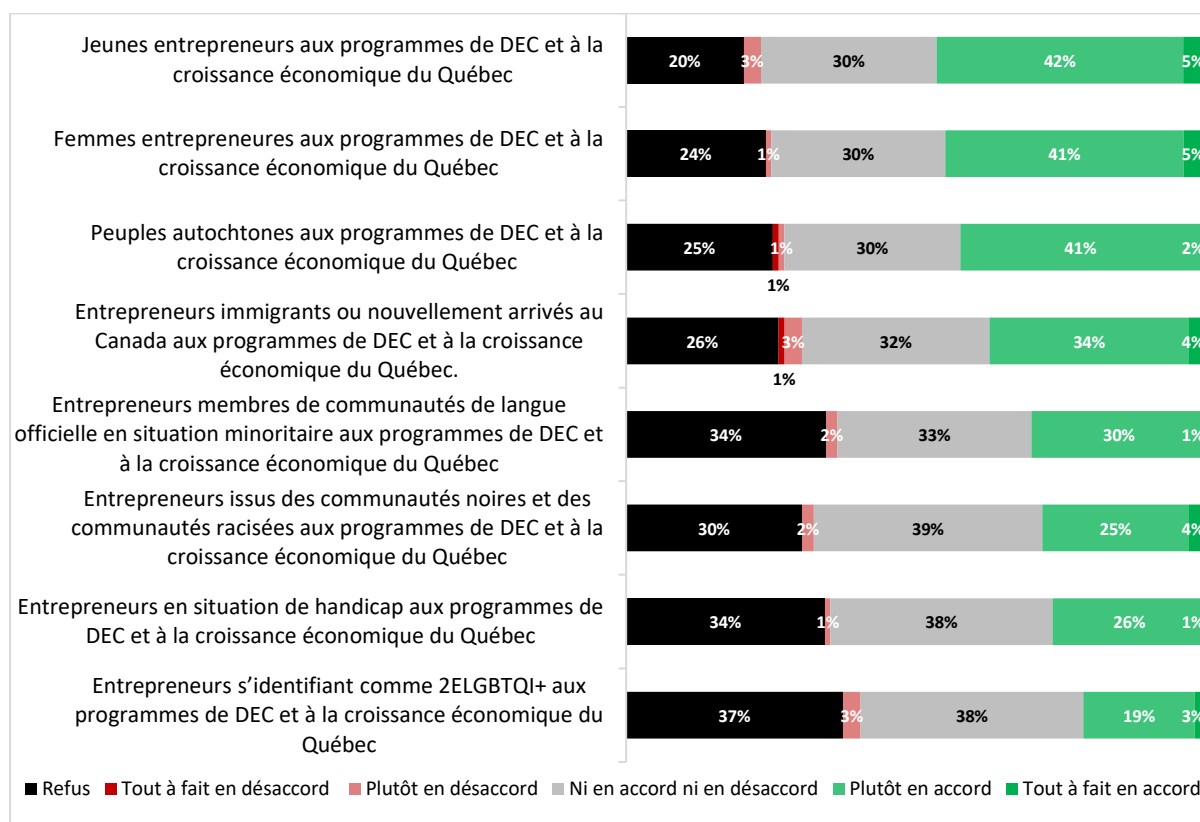 Jeunes entrepreneurs aux programmes de DEC et à la
croissance économique du Québec
20% 3% 30% 42% 5%
Femmes entrepreneures aux programmes de DEC et à la
croissance économique du Québec
24% 1% 30% 41% 5%
Peuples autochtones aux programmes de DEC et à la
croissance économique du Québec
25% 1% 30% 41% 2%
1%
Entrepreneurs immigrants ou nouvellement arrivés au
Canada aux programmes de DEC et à la croissance
économique du Québec.
26% 3% 32% 34% 4%
1%
Entrepreneurs membres de communautés de langue
officielle en situation minoritaire aux programmes de DEC et
à la croissance économique du Québec
34% 2% 33% 30% 1%
Entrepreneurs issus des communautés noires et des
communautés racisées aux programmes de DEC et à la
croissance économique du Québec
30% 2% 39% 25% 4%
Entrepreneurs en situation de handicap aux programmes de
DEC et à la croissance économique du Québec
34% 1% 38% 26% 1%
Entrepreneurs s’identifiant comme 2ELGBTQI+ aux
programmes de DEC et à la croissance économique du
Québec
37% 3% 38% 19% 3%
Refus Tout à fait en désaccord Plutôt en désaccord Ni en accord ni en désaccord Plutôt en accord Tout à fait en accord